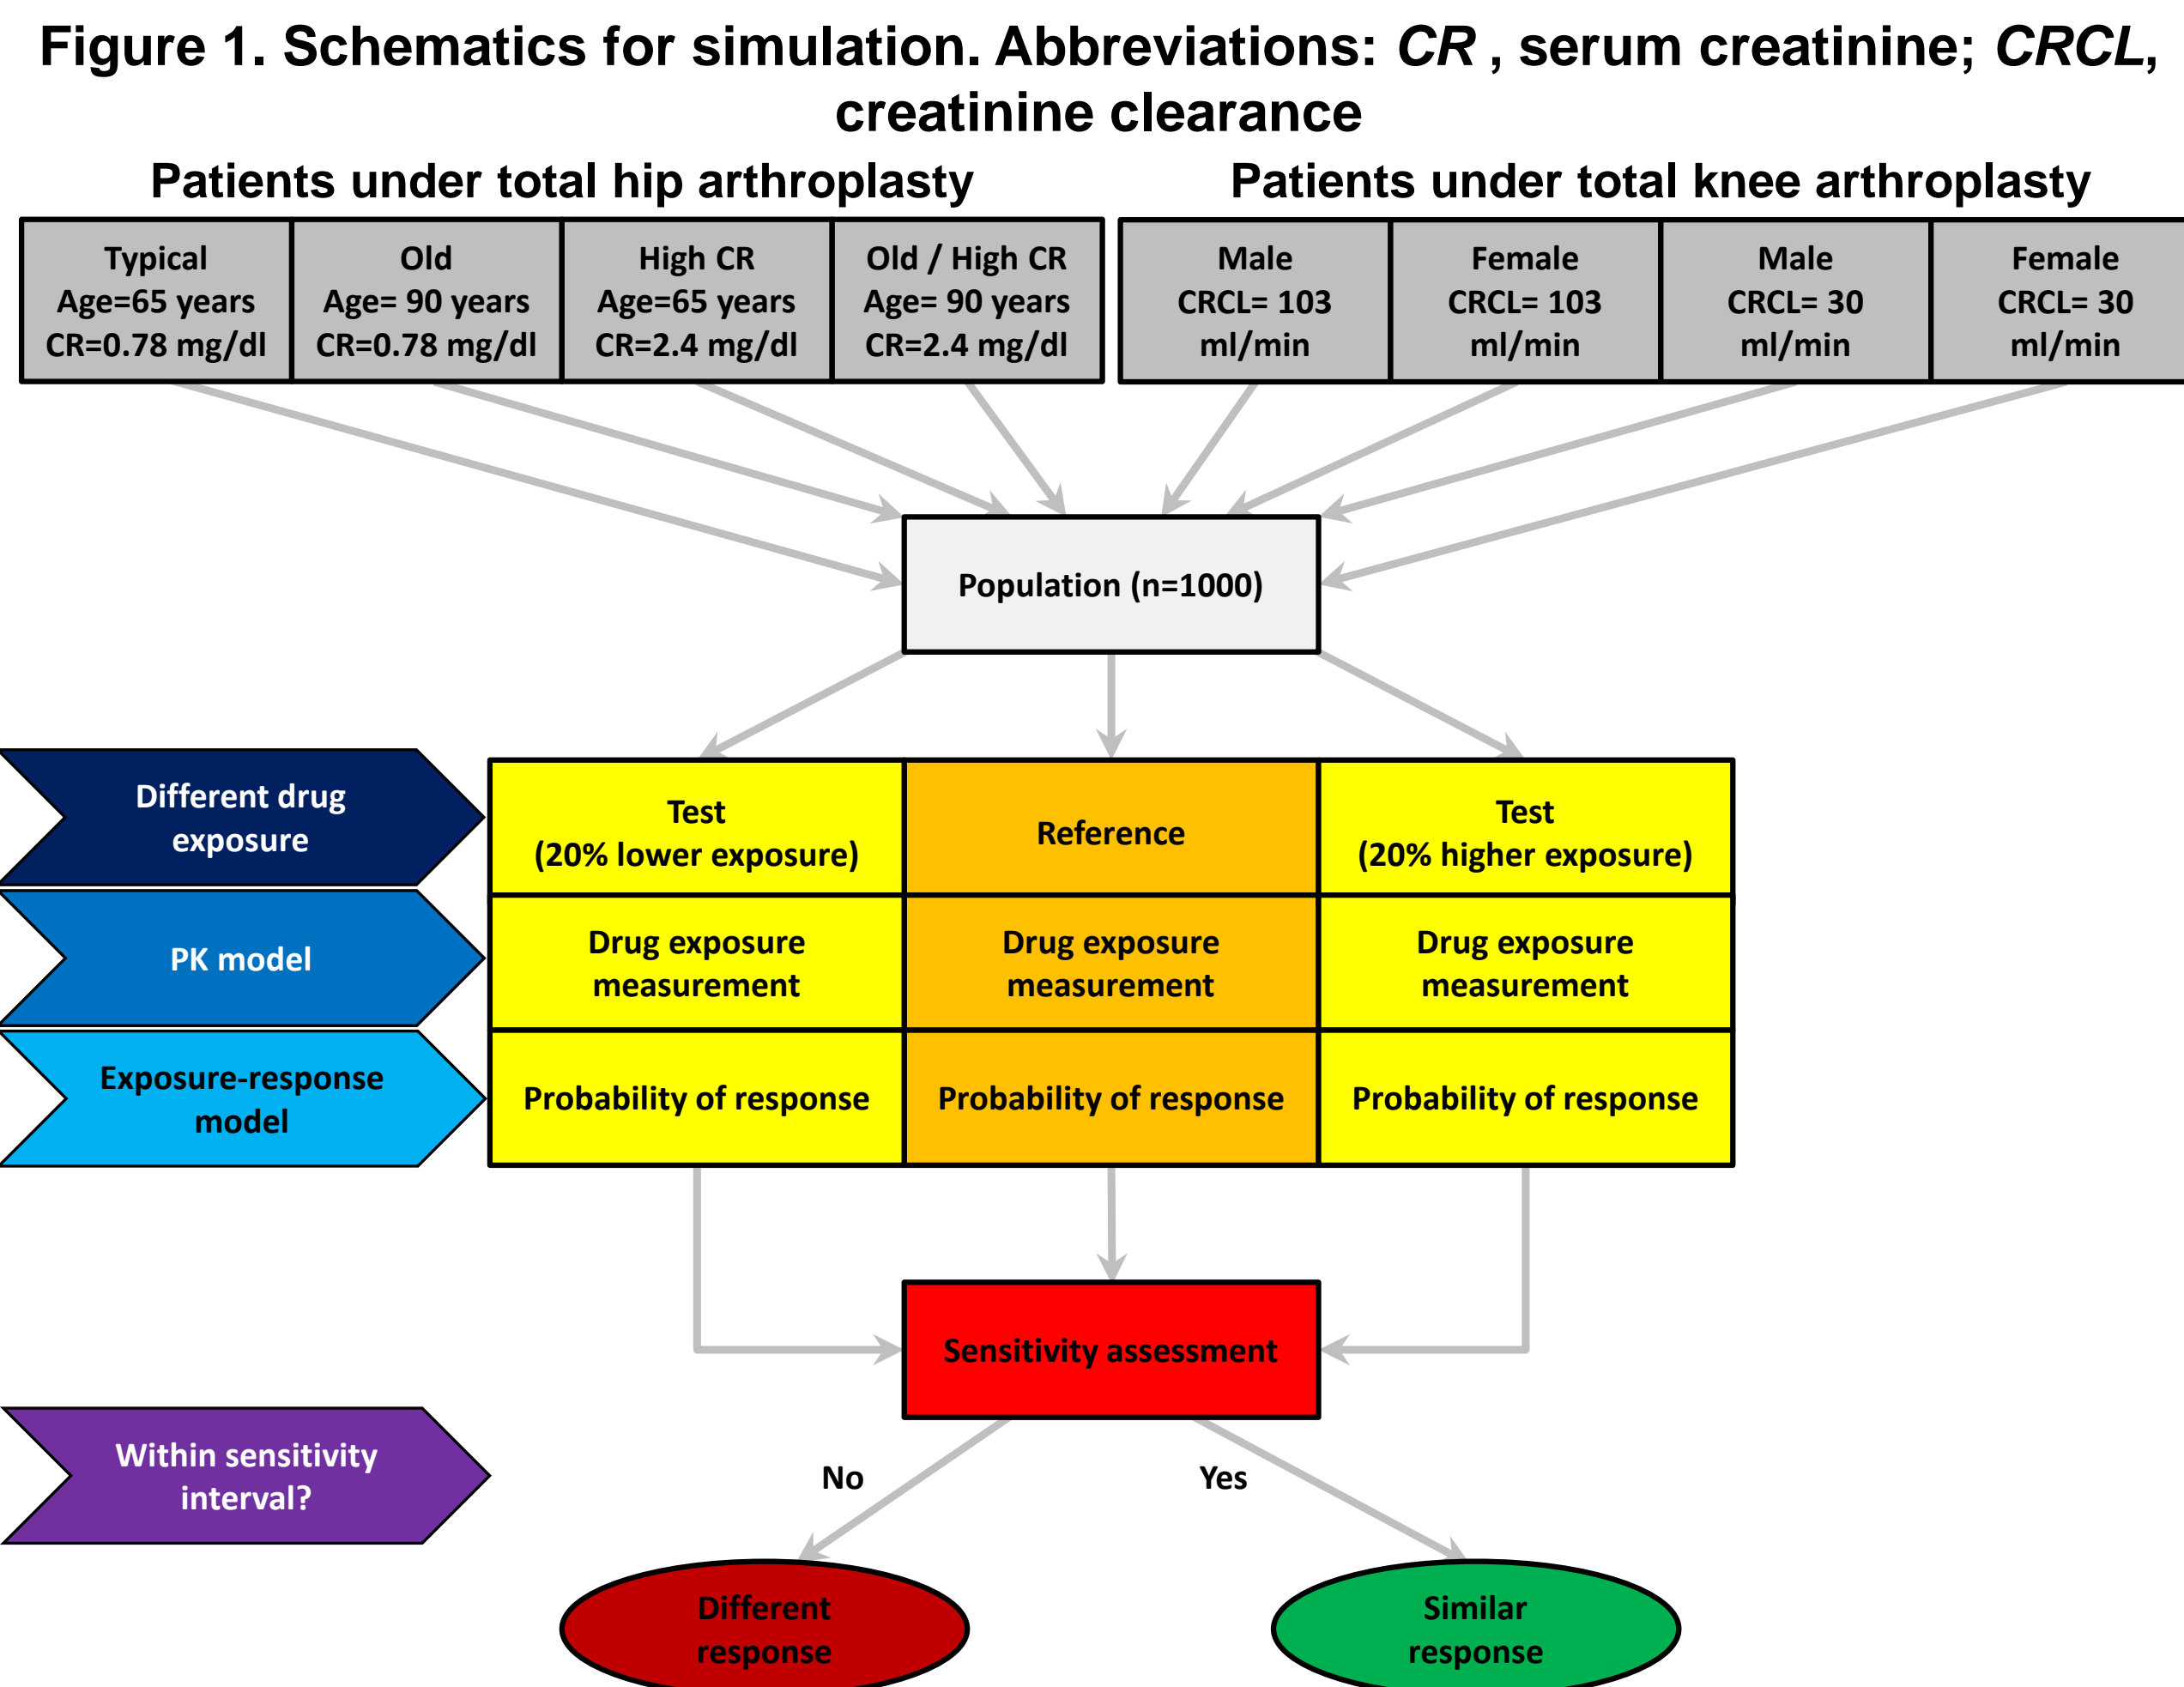 Figure 1. Schematics for simulation. Abbreviations: CR , serum creatinine; CRCL,
creatinine clearance
Patients under total hip arthroplasty
Patients under total knee arthroplasty
Typical
Age=65 years
CR=0.78 mg/dl
Old
Age= 90 years
CR=0.78 mg/dl
High CR
Age=65 years
CR=2.4 mg/dl
Old / High CR
Age= 90 years
CR=2.4 mg/dl
Male
CRCL= 103
ml/min
Female
CRCL= 103
ml/min
Male
CRCL= 30
ml/min
Female
CRCL= 30
ml/min
Population (n=1000)
Different drug
exposure
Test
(20% lower exposure)
Reference
Test
(20% higher exposure)
PK model
Drug exposure
measurement
Drug exposure
measurement
Drug exposure
measurement
Exposure-response
model
Probability of response
Probability of response
Probability of response
Sensitivity assessment
Within sensitivity
interval?
No
Yes
Different
response
Similar
response